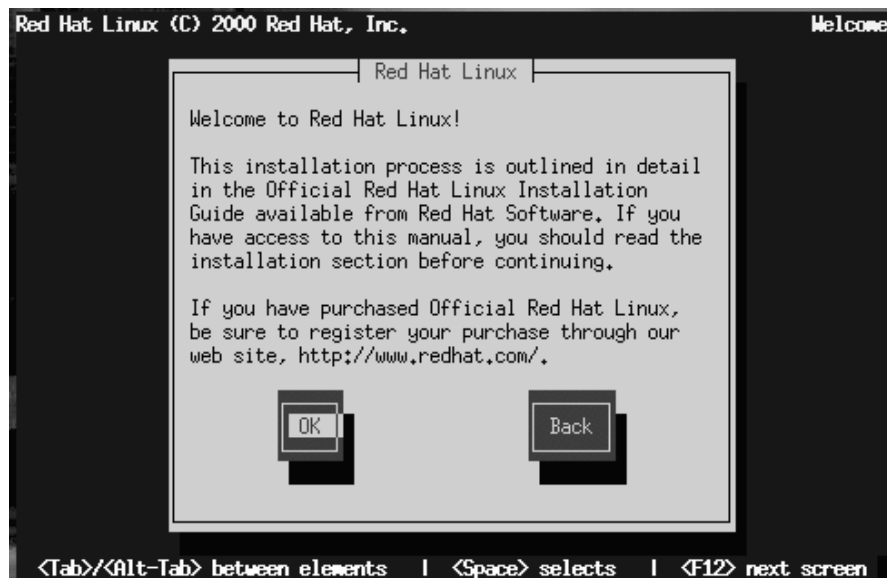 Red Hat Linux (C) 2000 Red Hat, Inc. Welcome
Red Hat Linux
Welcome to Red Hat Linux!
This installation process is outlined in detail
in the Official Red Hat Linux Installation
Guide available from Red Hat Software. If you
have access to this manual, you should read the
installation section before continuing.
If you have purchased Official Red Hat Linux,
be sure to register your purchase through our
web site, http://www.redhat.com/.
OK Back
<Tab>/<Alt-Tab> between elements | <Space> selects | <F12> next screen